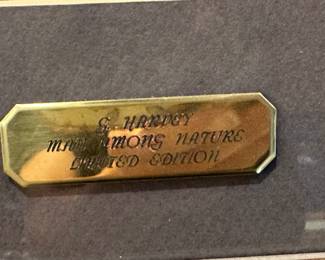 G. HARVEY
MAN AMONG NATURE
LIMITED EDITION